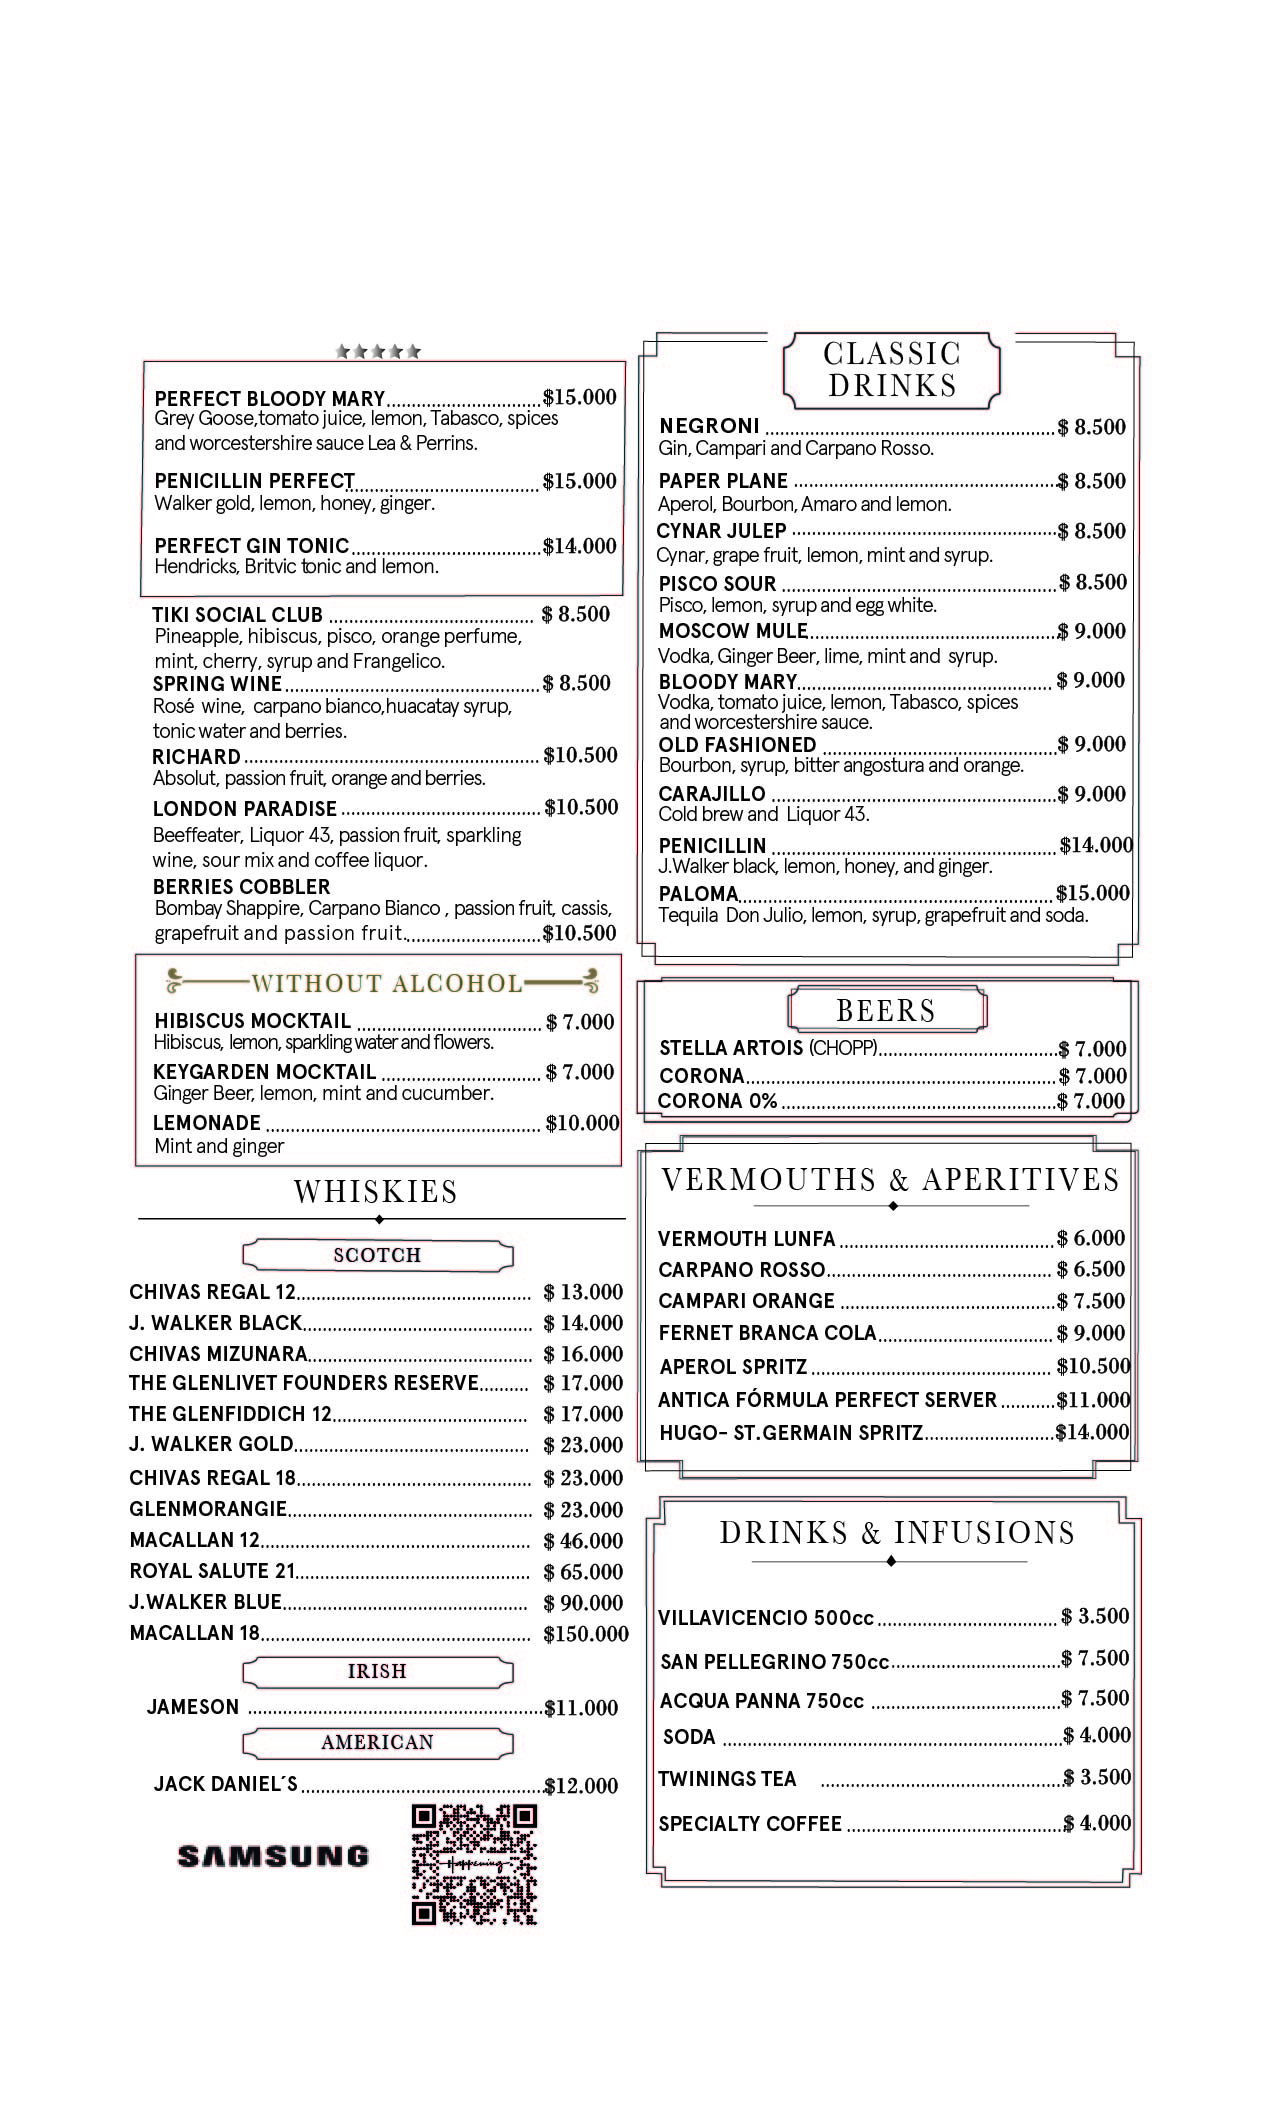 PERFECT BLOODY MARY........................$15.000
Grey Goose,tomato juice, lemon, Tabasco, spices
and worcestershire sauce Lea & Perrins.
PENICILLIN PERFECT........................$15.000
Walker gold, lemon, honey, ginger.
PERFECT GIN TONIC........................$14.000
Hendricks, Britvic tonic and lemon.
TIKI SOCIAL CLUB ........................ $ 8.500
Pineapple, hibiscus, pisco, orange perfume,
mint, cherry, syrup and Frangelico.
SPRING WINE........................$ 8.500
Rosé wine, carpano bianco,huacatay syrup,
tonic water and berries.
RICHARD........................$10.500
Absolut, passion fruit, orange and berries.
LONDON PARADISE ........................$10.500
Beeffeater, Liquor 43, passion fruit, sparkling
wine, sour mix and coffee liquor.
BERRIES COBBLER
Bombay Shappire, Carpano Bianco , passion fruit, cassis,
grapefruit and passion fruit........................$10.500
WITHOUT ALCOHOL
HIBISCUS MOCKTAIL ........................ $ 7.000
Hibiscus, lemon, sparkling water and flowers.
KEYGARDEN MOCKTAIL ........................ $ 7.000
Ginger Beer, lemon, mint and cucumber.
LEMONADE ........................ $10.000
Mint and ginger
WHISKIES
SCOTCH
CHIVAS REGAL 12........................ $ 13.000
J. WALKER BLACK........................ $ 14.000
CHIVAS MIZUNARA........................ $ 16.000
THE GLENLIVET FOUNDERS RESERVE.......... $ 17.000
THE GLENFIDDICH 12........................ $ 17.000
J. WALKER GOLD........................ $ 23.000
CHIVAS REGAL 18........................ $ 23.000
GLENMORANGIE........................ $ 23.000
MACALLAN 12........................ $ 46.000
ROYAL SALUTE 21........................ $ 65.000
J.WALKER BLUE........................ $ 90.000
MACALLAN 18........................ $150.000
IRISH
JAMESON ........................$11.000
AMERICAN
JACK DANIEL´S........................$12.000
SAMSUNG
Happening
CLASSIC
DRINKS
NEGRONI ........................$ 8.500
Gin, Campari and Carpano Rosso.
PAPER PLANE ........................$ 8.500
Aperol, Bourbon, Amaro and lemon.
CYNAR JULEP ........................$ 8.500
Cynar, grape fruit, lemon, mint and syrup.
PISCO SOUR ........................$ 8.500
Pisco, lemon, syrup and egg white.
MOSCOW MULE........................$ 9.000
Vodka, Ginger Beer, lime, mint and syrup.
BLOODY MARY........................ $ 9.000
Vodka, tomato juice, lemon, Tabasco, spices
and worcestershire sauce.
OLD FASHIONED ........................$ 9.000
Bourbon, syrup, bitter angostura and orange.
CARAJILLO ........................$ 9.000
Cold brew and Liquor 43.
PENICILLIN ........................ $14.000
J.Walker black, lemon, honey, and ginger.
PALOMA........................ $15.000
Tequila Don Julio, lemon, syrup, grapefruit and soda.
BEERS
STELLA ARTOIS (CHOPP)........................$ 7.000
CORONA........................$ 7.000
CORONA 0%........................$ 7.000
VERMOUTHS & APERITIVES
VERMOUTH LUNFA ........................$ 6.000
CARPANO ROSSO........................ $ 6.500
CAMPARI ORANGE ........................$ 7.500
FERNET BRANCA COLA........................ $ 9.000
APEROL SPRITZ ........................ $10.500
ANTICA FÓRMULA PERFECT SERVER ..........$11.000
HUGO- ST.GERMAIN SPRITZ........................$14.000
DRINKS & INFUSIONS
VILLAVICENCIO 500cc........................ $ 3.500
SAN PELLEGRINO 750cc........................$ 7.500
ACQUA PANNA 750cc ........................$ 7.500
SODA ........................$ 4.000
TWININGS TEA ........................$ 3.500
SPECIALTY COFFEE ........................$ 4.000